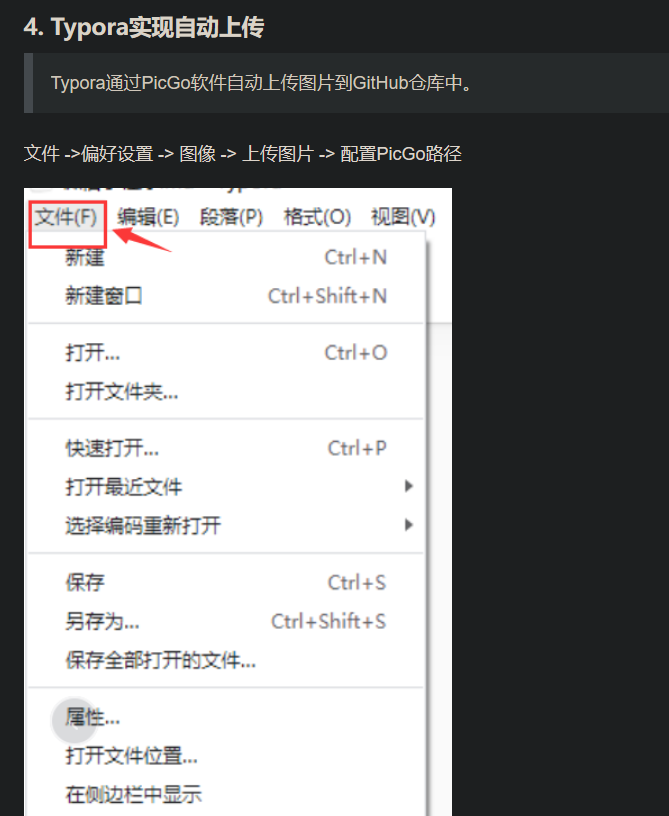 4. Typora实现自动上传
Typora通过PicGo软件自动上传图片到GitHub仓库中。
文件 ->偏好设置 -> 图像 -> 上传图片 -> 配置PicGo路径
文件(F) 编辑(E) 段落(P) 格式(O) 视图(V)
新建 Ctrl+N
新建窗口 Ctrl+Shift+N
打开... Ctrl+O
打开文件夹...
快速打开... Ctrl+P
打开最近文件
选择编码重新打开
保存 Ctrl+S
另存为... Ctrl+Shift+S
保存全部打开的文件...
属性...
打开文件位置...
在侧边栏中显示